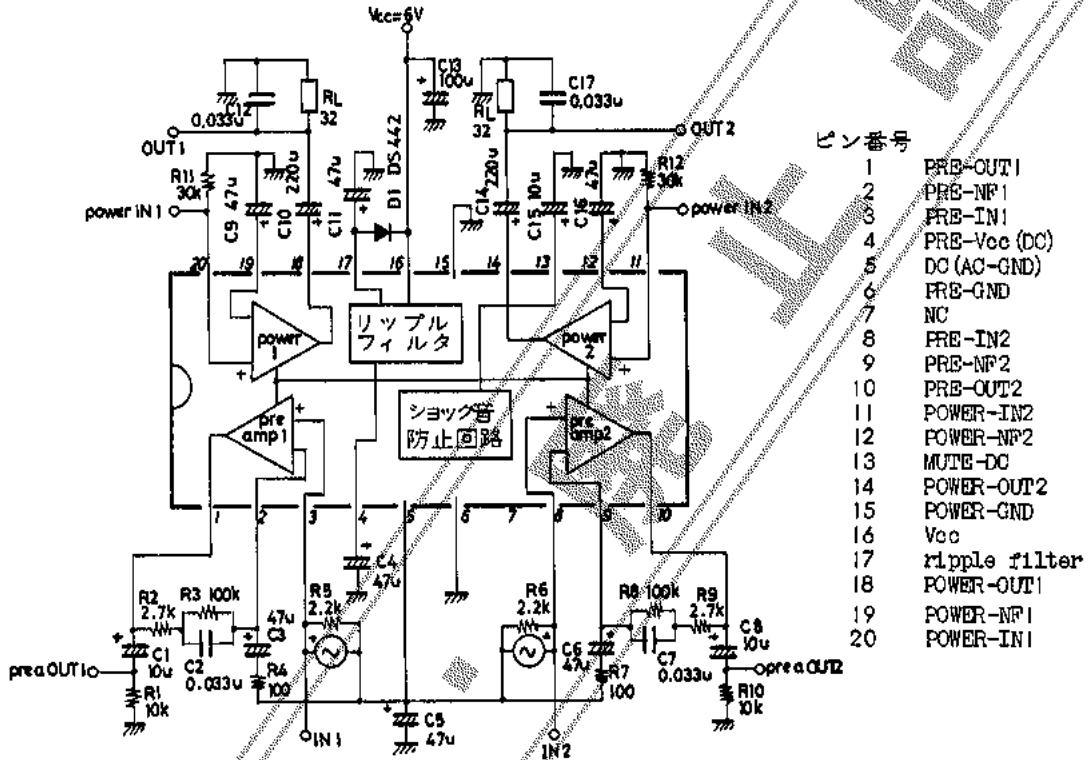 Vcc=6V
C13
100u
C12
0.033u
RL
32
RL
32
C17
0.033u
OUT1
OUT2
R11
30k
47u
C9
220u
C10
47u
C11
D1 DS442
220u
C14
10u
C15
47u
C16
R12
30k
power IN1
power IN2
20 19 18 17 16 15 14 13 12 11
power
1
リップル
フィルタ
power
2
pre
amp1
ショック音
防止回路
pre
amp2
1 2 3 4 5 6 7 8 9 10
C4
47u
R2
2.7k
R3 100k
C2
0.033u
47u
C3
R4
100
R5
2.2k
R6
2.2k
C6
47u
R7
100
R8 100k
C7
0.033u
R9
2.7k
C8
10u
C1
10u
preaOUT1
R1
10k
preaOUT2
R10
10k
C5
47u
IN1
IN2
ピン番号
1 PRE-OUT1
2 PRE-NF1
3 PRE-IN1
4 PRE-Vcc(DC)
5 DC(AC-GND)
6 PRE-GND
7 NC
8 PRE-IN2
9 PRE-NF2
10 PRE-OUT2
11 POWER-IN2
12 POWER-NF2
13 MUTE-DC
14 POWER-OUT2
15 POWER-GND
16 Vcc
17 ripple filter
18 POWER-OUT1
19 POWER-NF1
20 POWER-IN1